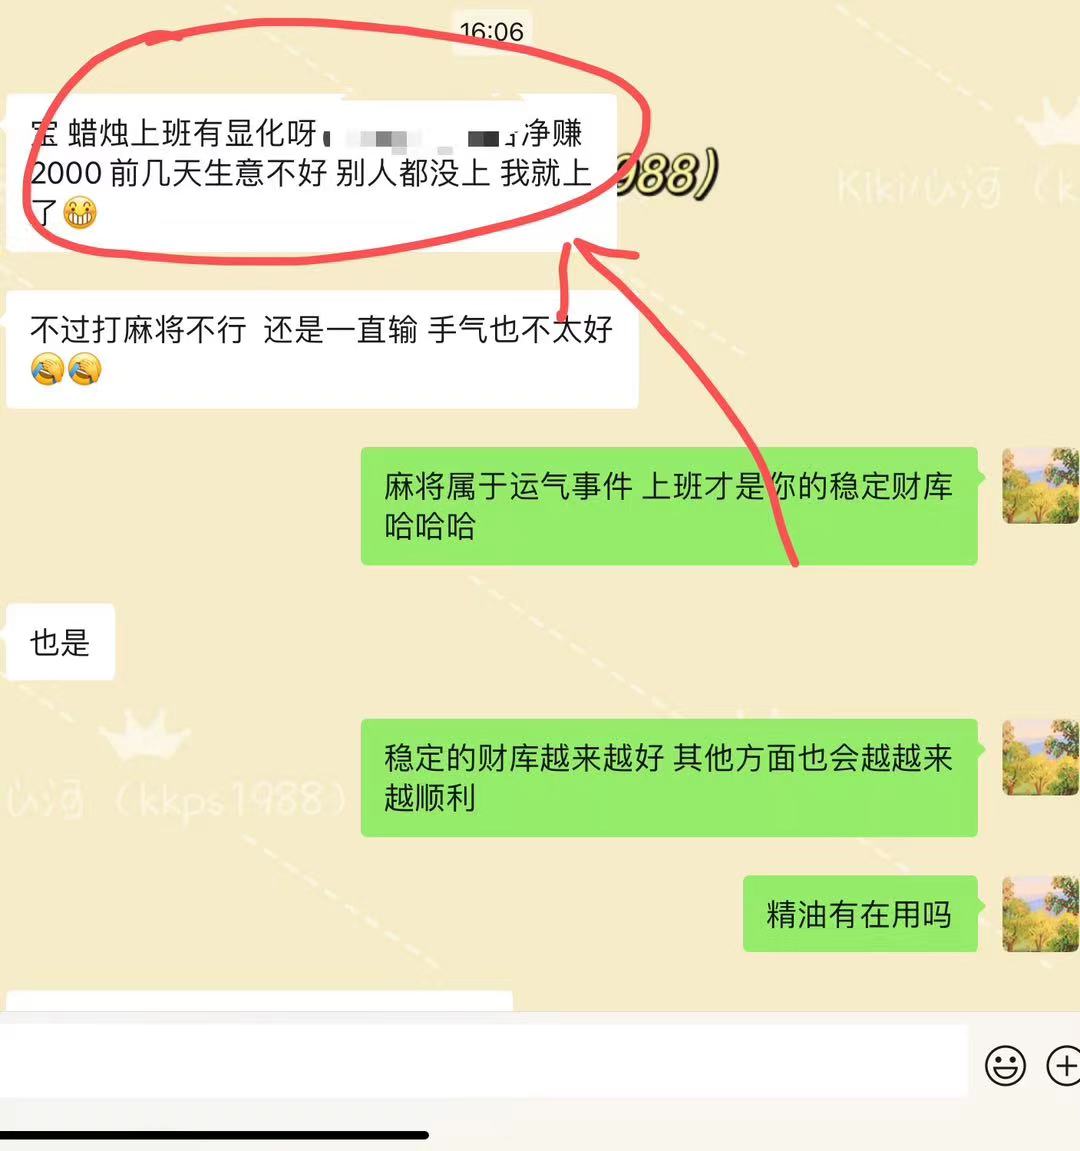 16:06
宝 蜡烛上班有显化呀
净赚
2000 前几天生意不好 别人都没上 我就上
了
988)
Kiki心河（k
不过打麻将不行 还是一直输 手气也不太好
麻将属于运气事件 上班才是你的稳定财库
哈哈哈
也是
稳定的财库越来越好 其他方面也会越越来
越顺利
心河（kkps1988）
精油有在用吗